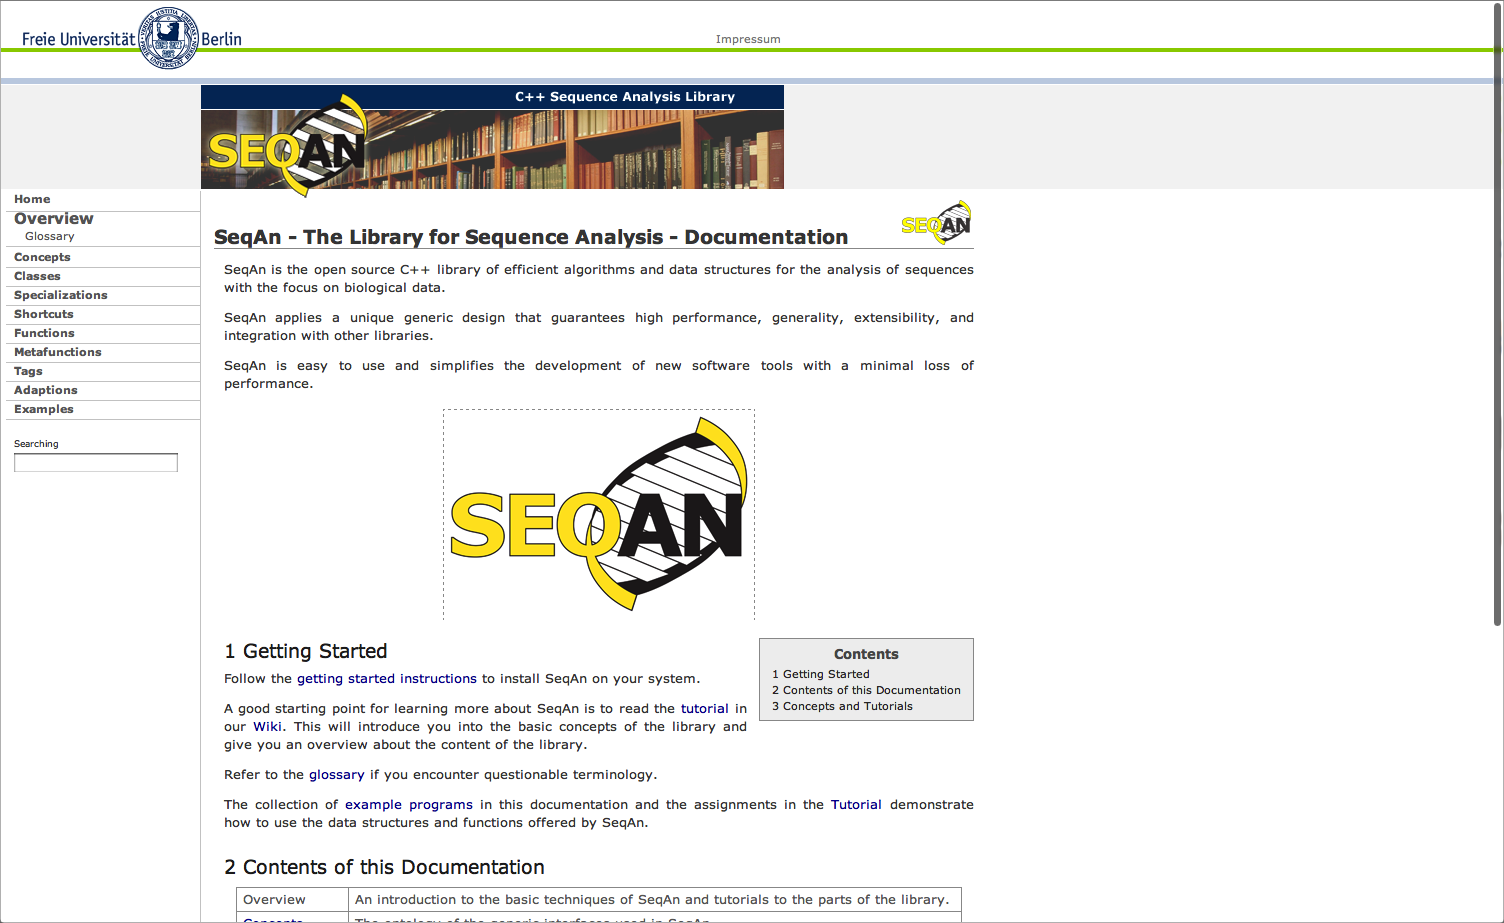 Freie Universität Berlin
Impressum
C++ Sequence Analysis Library
SEQAN
Home
Overview
Glossary
Concepts
Classes
Specializations
Shortcuts
Functions
Metafunctions
Tags
Adaptions
Examples
Searching
SEQAN
SeqAn - The Library for Sequence Analysis - Documentation
SeqAn is the open source C++ library of efficient algorithms and data structures for the analysis of sequences
with the focus on biological data.
SeqAn applies a unique generic design that guarantees high performance, generality, extensibility, and
integration with other libraries.
SeqAn is easy to use and simplifies the development of new software tools with a minimal loss of
performance.
SEQAN
1 Getting Started
Follow the getting started instructions to install SeqAn on your system.
A good starting point for learning more about SeqAn is to read the tutorial in
our Wiki. This will introduce you into the basic concepts of the library and
give you an overview about the content of the library.
Refer to the glossary if you encounter questionable terminology.
The collection of example programs in this documentation and the assignments in the Tutorial demonstrate
how to use the data structures and functions offered by SeqAn.
Contents
1 Getting Started
2 Contents of this Documentation
3 Concepts and Tutorials
2 Contents of this Documentation
Overview An introduction to the basic techniques of SeqAn and tutorials to the parts of the library.
Concepts The ontology of the generic interfaces used in SeqAn.